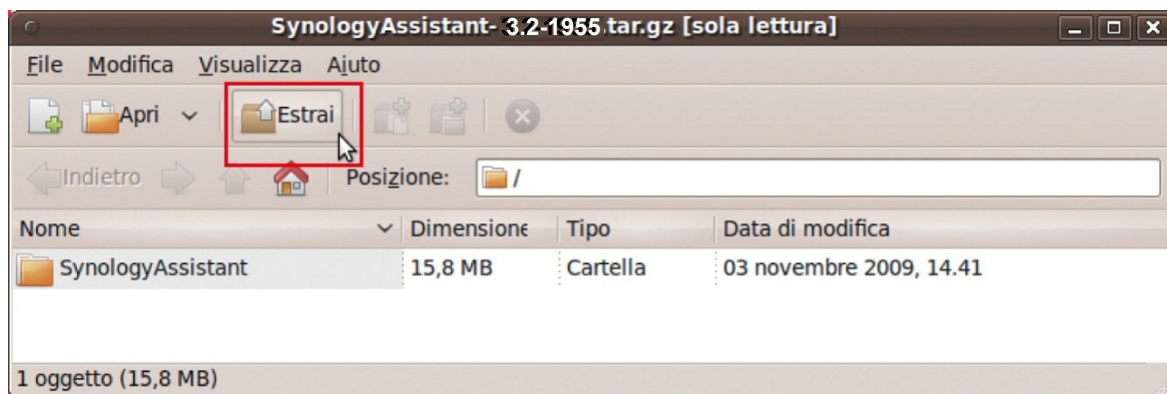 SynologyAssistant- 3.2-1955.tar.gz [sola lettura]
File Modifica Visualizza Aiuto
Apri Estrai
Indietro Posizione: /
Nome Dimensione Tipo Data di modifica
SynologyAssistant 15,8 MB Cartella 03 novembre 2009, 14.41
1 oggetto (15,8 MB)